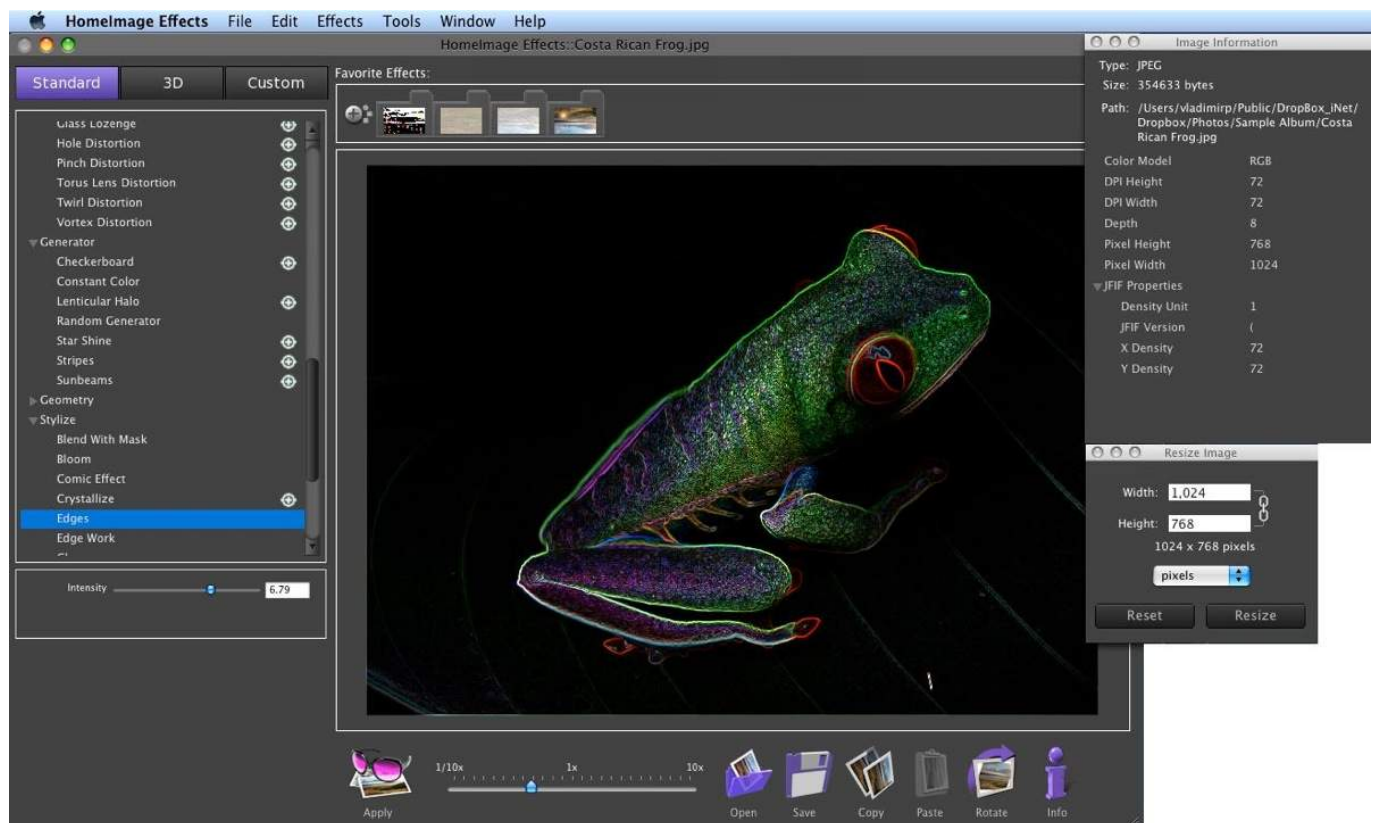 HomeImage Effects File Edit Effects Tools Window Help
HomeImage Effects::Costa Rican Frog.jpg
Standard 3D Custom
Glass Lozenge
Hole Distortion
Pinch Distortion
Torus Lens Distortion
Twirl Distortion
Vortex Distortion
Generator
Checkerboard
Constant Color
Lenticular Halo
Random Generator
Star Shine
Stripes
Sunbeams
Geometry
Stylize
Blend With Mask
Bloom
Comic Effect
Crystallize
Edges
Edge Work
Intensity 6.79
Favorite Effects:
1/10x 1x 10x
Apply Open Save Copy Paste Rotate Info
Image Information
Type: JPEG
Size: 354633 bytes
Path: /Users/vladimirp/Public/DropBox_iNet/
Dropbox/Photos/Sample Album/Costa
Rican Frog.jpg
Color Model RGB
DPI Height 72
DPI Width 72
Depth 8
Pixel Height 768
Pixel Width 1024
JFIF Properties
Density Unit 1
JFIF Version (
X Density 72
Y Density 72
Resize Image
Width: 1,024
Height: 768
1024 x 768 pixels
pixels
Reset Resize